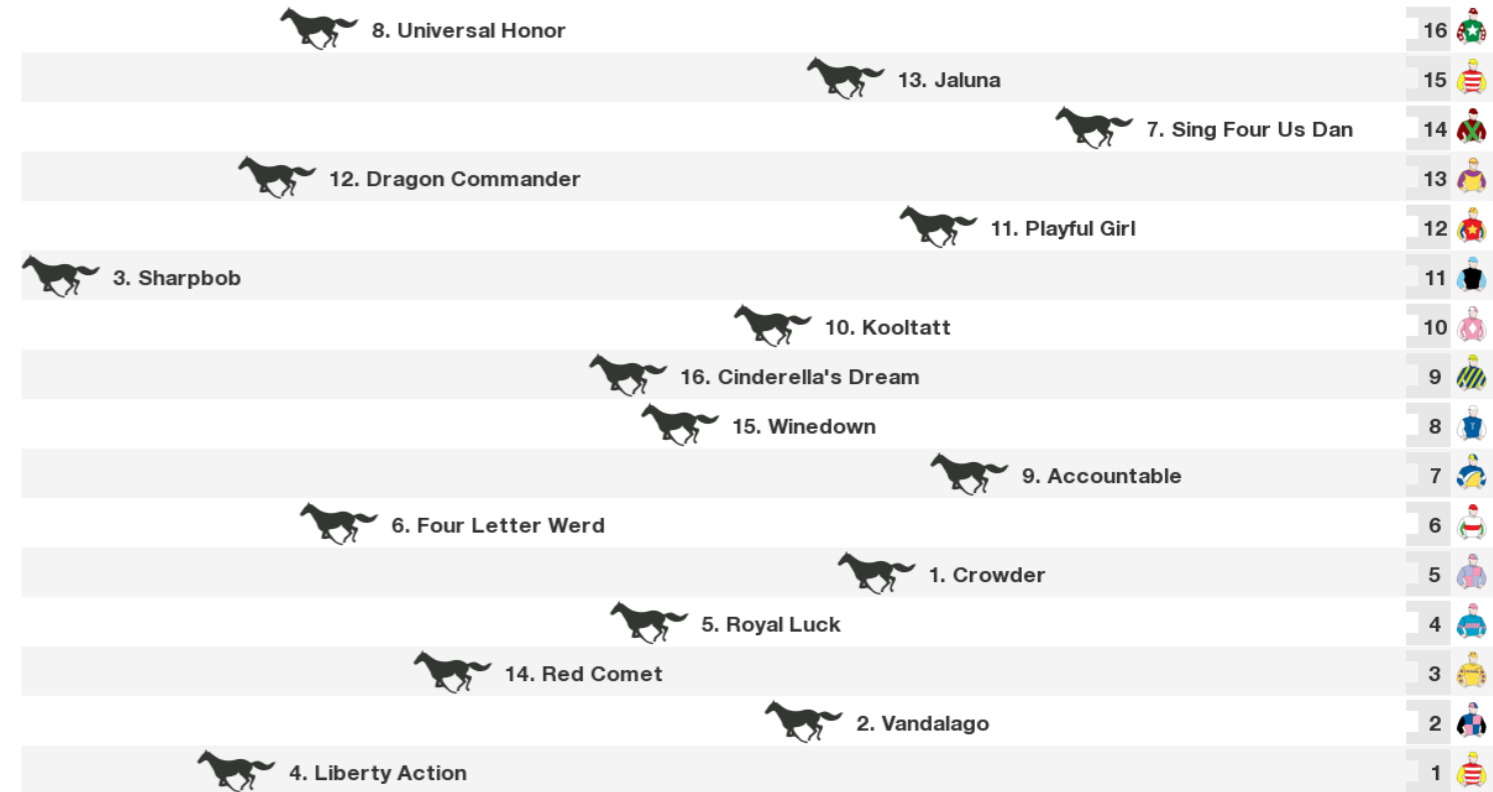 8. Universal Honor 16
13. Jaluna 15
7. Sing Four Us Dan 14
12. Dragon Commander 13
11. Playful Girl 12
3. Sharpbob 11
10. Kooltatt 10
16. Cinderella's Dream 9
15. Winedown 8
9. Accountable 7
6. Four Letter Werd 6
1. Crowder 5
5. Royal Luck 4
14. Red Comet 3
2. Vandalago 2
4. Liberty Action 1